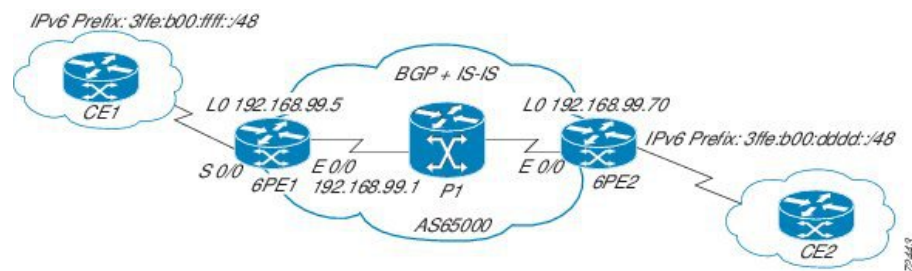 IPv6 Prefix: 3ffe:b00:ffff::/48
CE1
BGP + IS-IS
L0 192.168.99.5
L0 192.168.99.70
IPv6 Prefix: 3ffe:b00:dddd::/48
S 0/0
6PE1
E 0/0
192.168.99.1
P1
E 0/0
6PE2
AS65000
CE2
72443